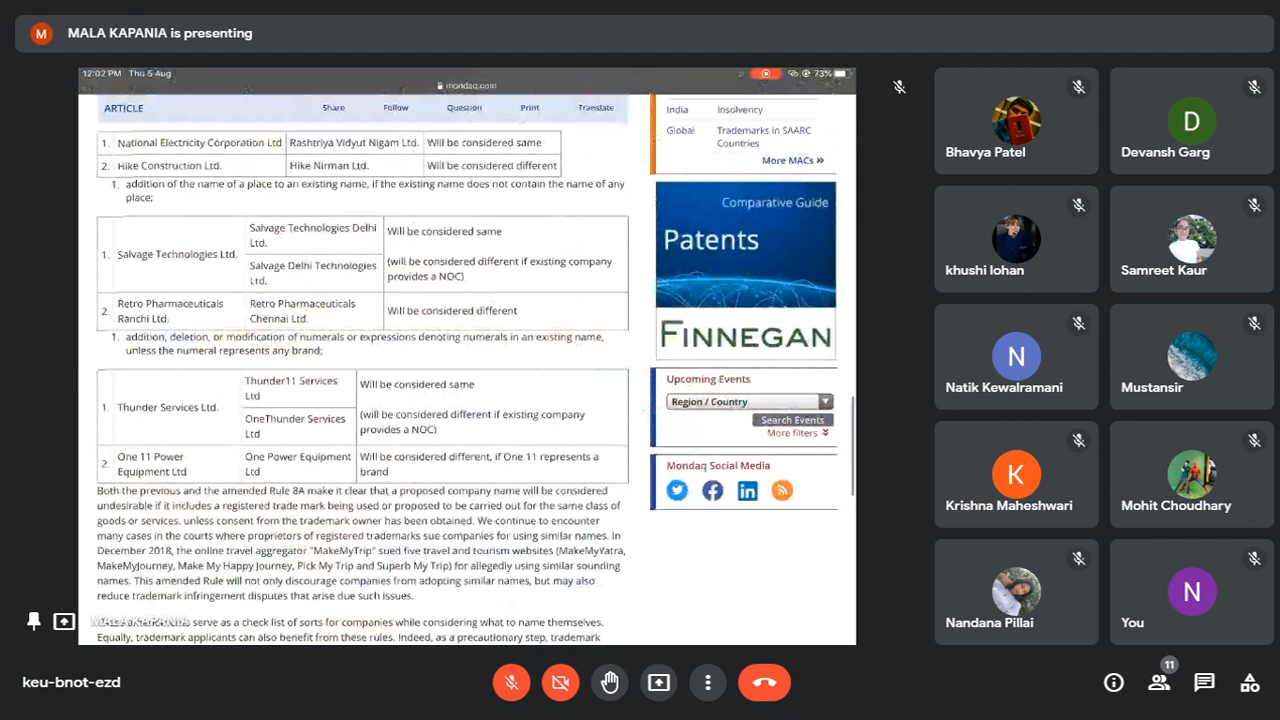 M
MALA KAPANIA is presenting
12:02 PM Thu 5 Aug
mondaq.com
73%
ARTICLE
Share
Follow
Question
Print
Translate
1. National Electricity Corporation Ltd
Rashtriya Vidyut Nigam Ltd.
Will be considered same
2. Hike Construction Ltd.
Hike Nirman Ltd.
Will be considered different
1. addition of the name of a place to an existing name, if the existing name does not contain the name of any
place;
1. Salvage Technologies Ltd.
Salvage Technologies Delhi
Ltd.
Salvage Delhi Technologies
Ltd.
Will be considered same
(will be considered different if existing company
provides a NOC)
2. Retro Pharmaceuticals
Ranchi Ltd.
Retro Pharmaceuticals
Chennai Ltd.
Will be considered different
1. addition, deletion, or modification of numerals or expressions denoting numerals in an existing name,
unless the numeral represents any brand;
1. Thunder Services Ltd.
Thunder11 Services
Ltd
OneThunder Services
Ltd
Will be considered same
(will be considered different if existing company
provides a NOC)
2. One 11 Power
Equipment Ltd
One Power Equipment
Ltd
Will be considered different, if One 11 represents a
brand
Both the previous and the amended Rule 8A make it clear that a proposed company name will be considered
undesirable if it includes a registered trade mark being used or proposed to be carried out for the same class of
goods or services, unless consent from the trademark owner has been obtained. We continue to encounter
many cases in the courts where proprietors of registered trademarks sue companies for using similar names. In
December 2018, the online travel aggregator "MakeMyTrip" sued five travel and tourism websites (MakeMyYatra,
MakeMyJourney, Make My Happy Journey, Pick My Trip and Superb My Trip) for allegedly using similar sounding
names. This amended Rule will not only discourage companies from adopting similar names, but may also
reduce trademark infringement disputes that arise due such issues.
serve as a check list of sorts for companies while considering what to name themselves.
Equally, trademark applicants can also benefit from these rules. Indeed, as a precautionary step, trademark
India
Insolvency
Global
Trademarks in SAARC
Countries
More MACs »
Comparative Guide
Patents
FINNEGAN
Upcoming Events
Region / Country
Search Events
More filters
Mondaq Social Media
MALA KAPANIA
Bhavya Patel
D
Devansh Garg
khushi lohan
Samreet Kaur
N
Natik Kewalramani
Mustansir
K
Krishna Maheshwari
Mohit Choudhary
Nandana Pillai
N
You
keu-bnot-ezd
11